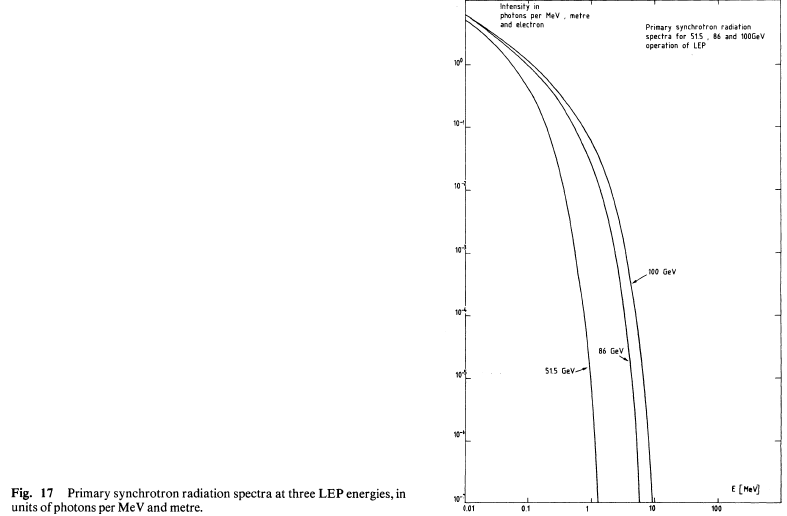 Intensity in
photons per MeV , metre
and electron
Primary synchrotron radiation
spectra for 51.5 , 86 and 100GeV
operation of LEP
10⁰
10⁻¹
10⁻²
10⁻³
100 GeV
10⁻⁴
86 GeV
51.5 GeV
10⁻⁵
10⁻⁶
E [MeV]
10⁻⁷
0.01 0.1 1 10 100
Fig. 17 Primary synchrotron radiation spectra at three LEP energies, in
units of photons per MeV and metre.